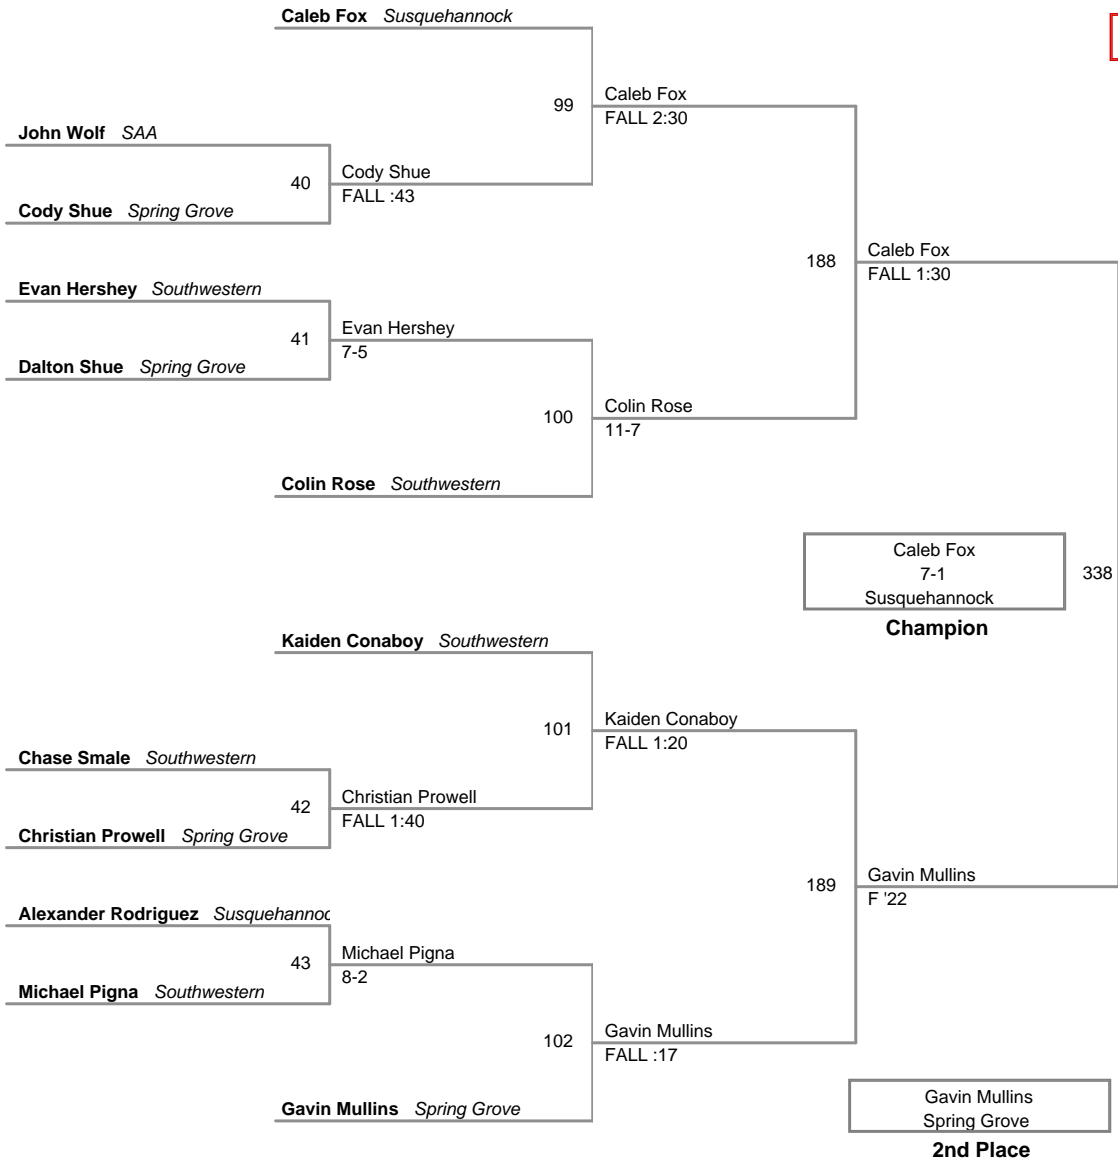 Caleb Fox Susquehannock
99
Caleb Fox
FALL 2:30
John Wolf SAA
40
Cody Shue
FALL :43
Cody Shue Spring Grove
188
Caleb Fox
FALL 1:30
Evan Hershey Southwestern
41
Evan Hershey
7-5
Dalton Shue Spring Grove
100
Colin Rose
11-7
Colin Rose Southwestern
Caleb Fox
7-1
Susquehannock
338
Champion
Kaiden Conaboy Southwestern
101
Kaiden Conaboy
FALL 1:20
Chase Smale Southwestern
42
Christian Prowell
FALL 1:40
Christian Prowell Spring Grove
189
Gavin Mullins
F '22
Alexander Rodriguez Susquehannoc
43
Michael Pigna
8-2
Michael Pigna Southwestern
102
Gavin Mullins
FALL :17
Gavin Mullins Spring Grove
Gavin Mullins
Spring Grove
2nd Place